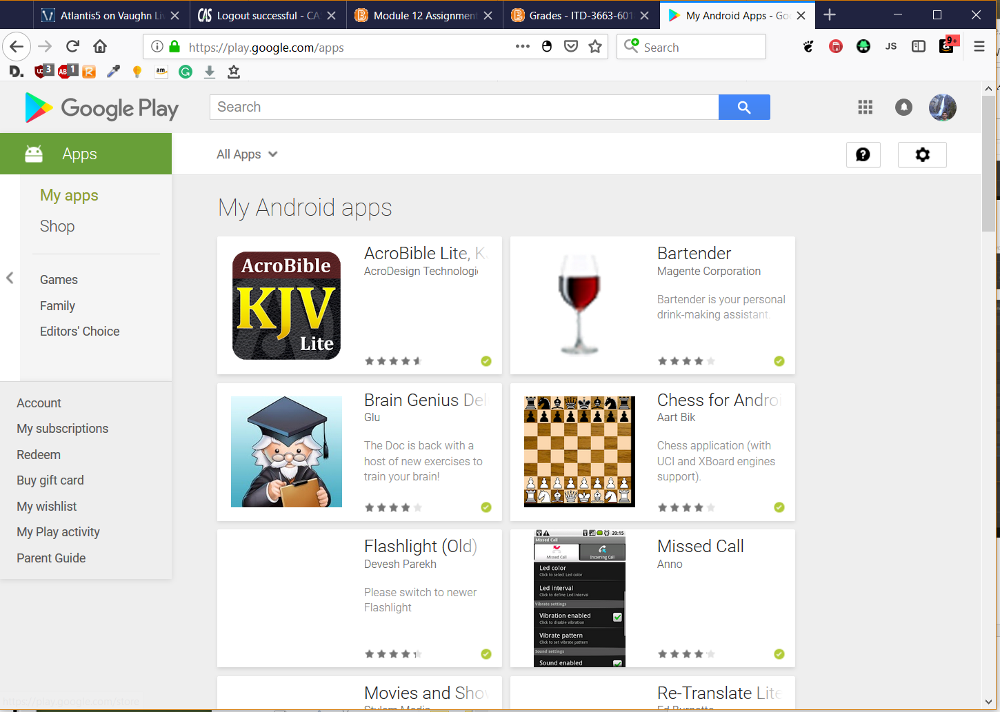 Atlantis5 on Vaughn Liv
Logout successful - CA
Module 12 Assignment
Grades - ITD-3663-601
My Android Apps - Goo
https://play.google.com/apps
Search
JS
9+
D.
3
1
am
Google Play
Search
Apps
All Apps
My apps
Shop
Games
Family
Editors' Choice
Account
My subscriptions
Redeem
Buy gift card
My wishlist
My Play activity
Parent Guide
My Android apps
AcroBible
KJV
Lite
AcroBible Lite, K
AcroDesign Technologi
Bartender
Magente Corporation
Bartender is your personal
drink-making assistant.
Brain Genius Del
Glu
The Doc is back with a
host of new exercises to
train your brain!
Chess for Androi
Aart Bik
Chess application (with
UCI and XBoard engines
support).
Flashlight (Old)
Devesh Parekh
Please switch to newer
Flashlight
20:15
Missed Call
Missed Call
Incoming Call
Led color
Click to select Led color
Led interval
Click to define Led interval
Vibrate settings
Vibration enabled
Click to disable vibration
Vibrate pattern
Click to set vibrate pattern
Sound settings
Sound enabled
Missed Call
Anno
Movies and Show
Stylem Media
Re-Translate Lite
Ed Burnette
https://play.google.com/store